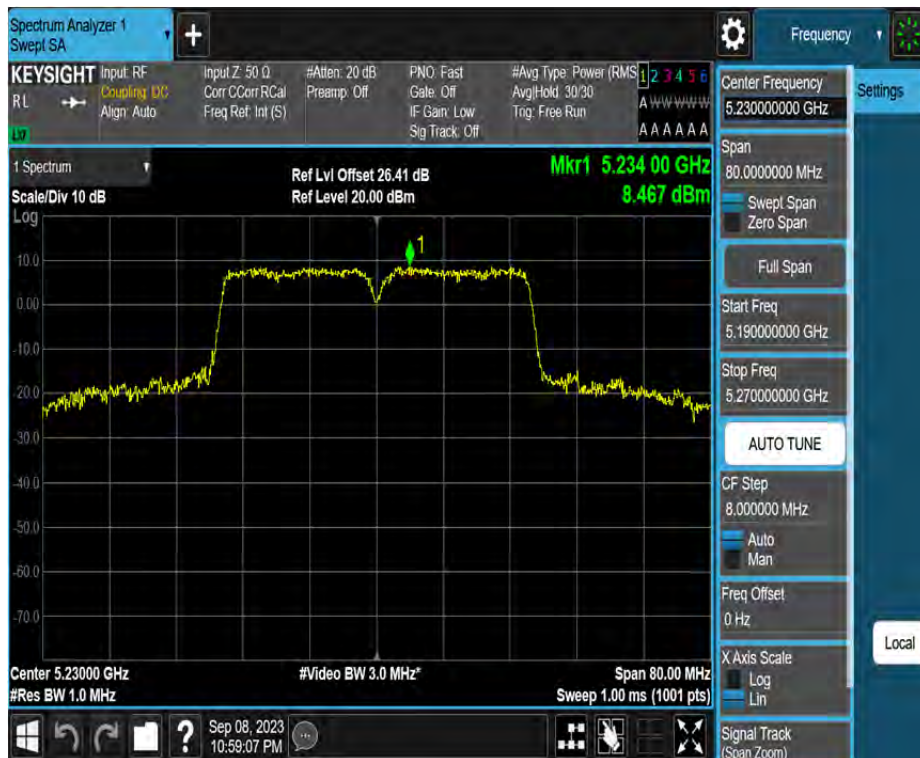 Spectrum Analyzer 1
Swept SA
+
Frequency
KEYSIGHT
RL
LXI
Input: RF
Coupling: DC
Align: Auto
Input Z: 50 Ω
Corr CCorr RCal
Freq Ref: Int (S)
#Atten: 20 dB
Preamp: Off
PNO: Fast
Gate: Off
IF Gain: Low
Sig Track: Off
#Avg Type: Power (RMS
Avg|Hold: 30/30
Trig: Free Run
1 2 3 4 5 6
A W W W W W
A A A A A A
1 Spectrum
Scale/Div 10 dB
Log
Ref Lvl Offset 26.41 dB
Ref Level 20.00 dBm
Mkr1 5.234 00 GHz
8.467 dBm
1
10.0
0.00
-10.0
-20.0
-30.0
-40.0
-50.0
-60.0
-70.0
Center 5.23000 GHz
#Res BW 1.0 MHz
#Video BW 3.0 MHz*
Span 80.00 MHz
Sweep 1.00 ms (1001 pts)
Sep 08, 2023
10:59:07 PM
?
Center Frequency
5.230000000 GHz
Span
80.0000000 MHz
Swept Span
Zero Span
Full Span
Start Freq
5.190000000 GHz
Stop Freq
5.270000000 GHz
AUTO TUNE
CF Step
8.000000 MHz
Auto
Man
Freq Offset
0 Hz
X Axis Scale
Log
Lin
Signal Track
(Span Zoom)
Settings
Local